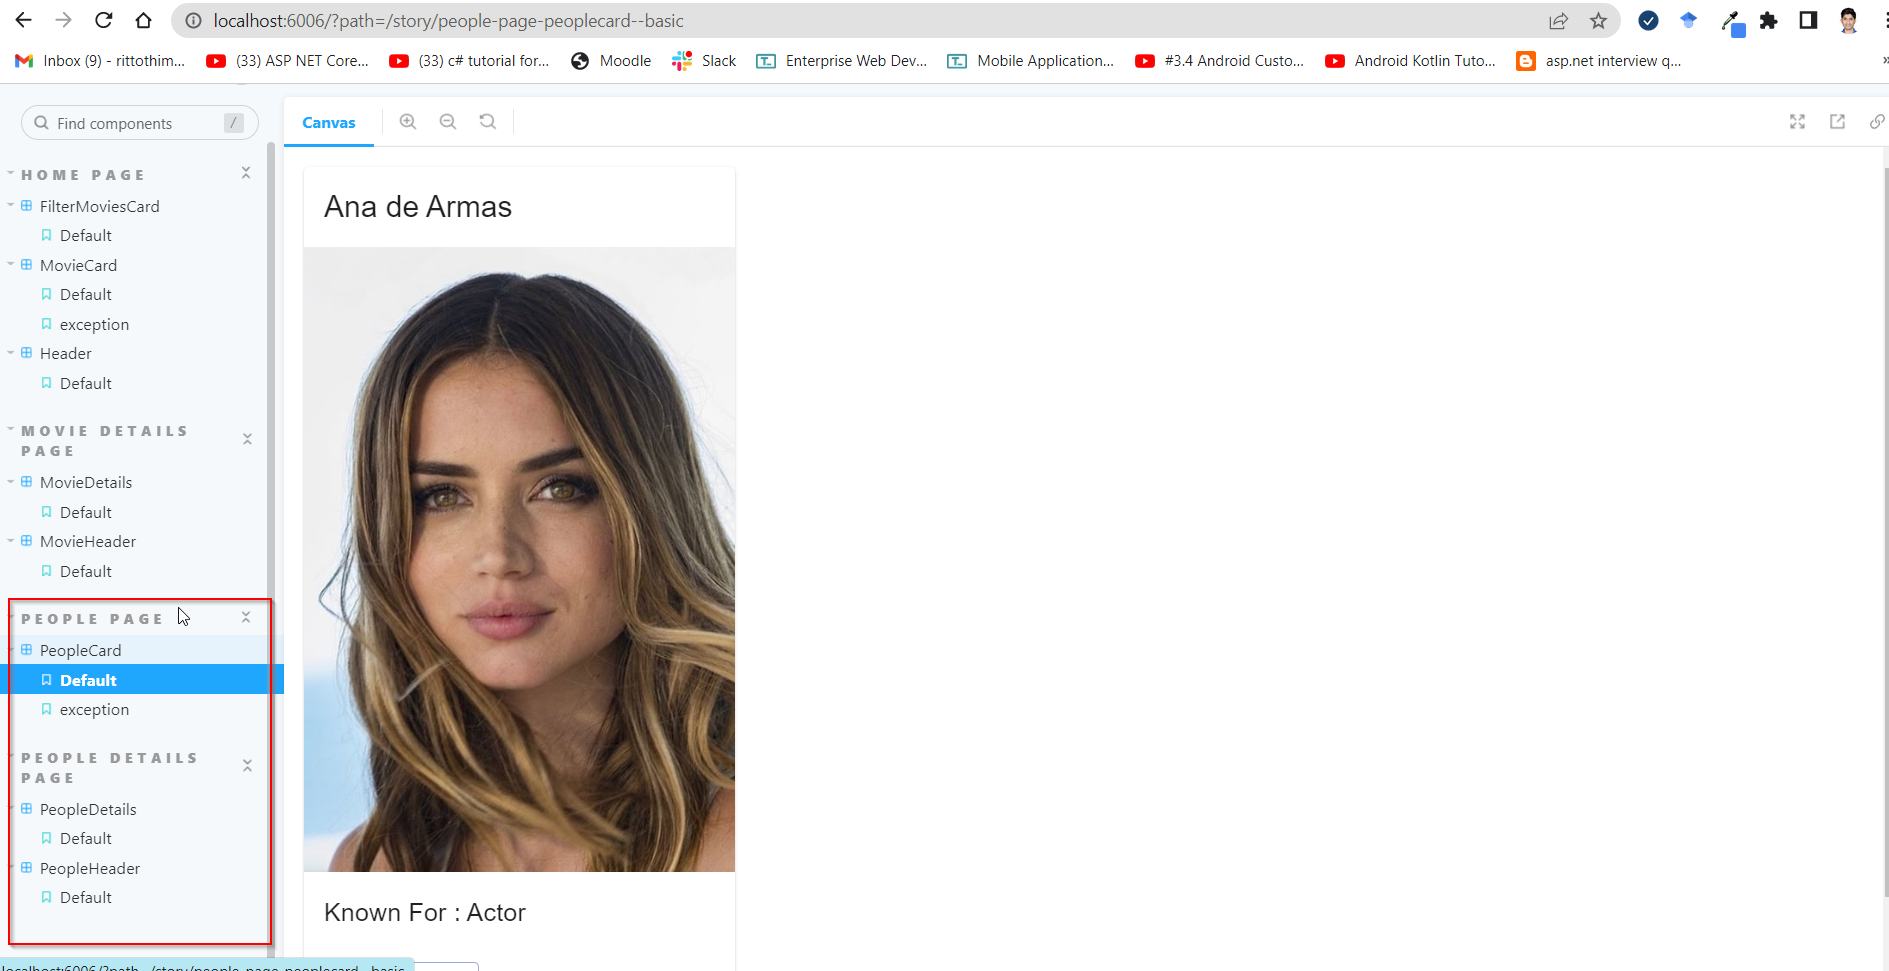 localhost:6006/?path=/story/people-page-peoplecard--basic
Inbox (9) - rittothim... (33) ASP NET Core... (33) c# tutorial for... Moodle Slack Enterprise Web Dev... Mobile Application... #3.4 Android Custo... Android Kotlin Tuto... asp.net interview q... »
Find components /
HOME PAGE
FilterMoviesCard
Default
MovieCard
Default
exception
Header
Default
MOVIE DETAILS
PAGE
MovieDetails
Default
MovieHeader
Default
PEOPLE PAGE
PeopleCard
Default
exception
PEOPLE DETAILS
PAGE
PeopleDetails
Default
PeopleHeader
Default
localhost:6006/?path=/story/people-page-peoplecard--basic
Canvas
Ana de Armas
Known For : Actor